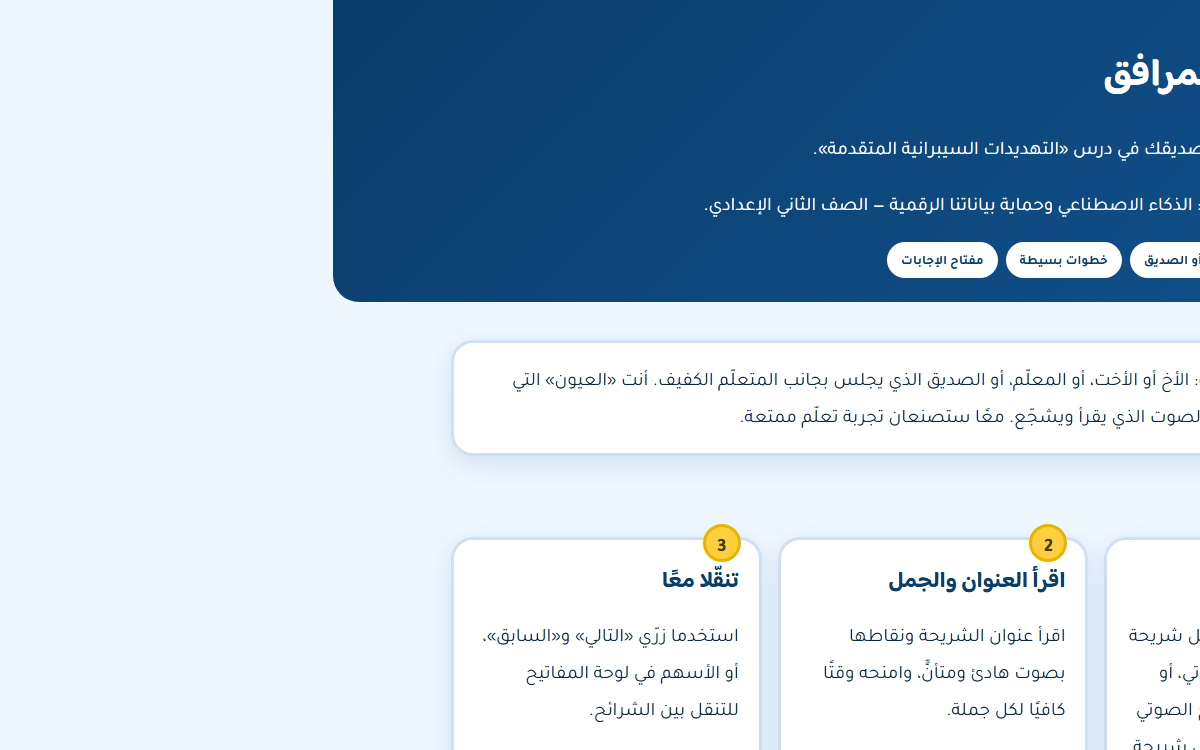 مرافق
صديقك في درس «التهديدات السيبرانية المتقدمة».
: الذكاء الاصطناعي وحماية بياناتنا الرقمية – الصف الثاني الإعدادي.
أو الصديق
خطوات بسيطة
مفتاح الإجابات
: الأخ أو الأخت، أو المعلّم، أو الصديق الذي يجلس بجانب المتعلّم الكفيف. أنت «العيون» التي
الصوت الذي يقرأ ويشجّع. معًا ستصنعان تجربة تعلّم ممتعة.
شريحة
أو
الصوتي
شريحة
2
اقرأ العنوان والجمل
اقرأ عنوان الشريحة ونقاطها
بصوت هادئ ومتأنٍّ، وامنحه وقتًا
كافيًا لكل جملة.
3
تنقّلا معًا
استخدما زرّي «التالي» و«السابق»،
أو الأسهم في لوحة المفاتيح
للتنقل بين الشرائح.